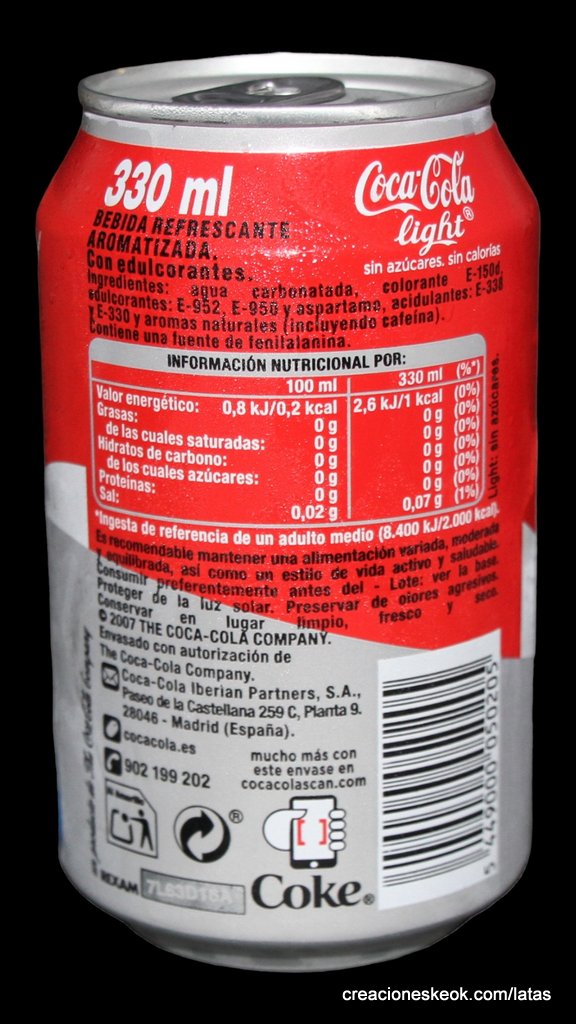 330 ml
Coca-Cola
light®
sin azúcares. sin calorías
BEBIDA REFRESCANTE
AROMATIZADA.
Con edulcorantes.
Ingredientes: agua carbonatada, colorante E-150d,
edulcorantes: E-952, E-950 y aspartamo, acidulantes: E-338
y E-330 y aromas naturales (incluyendo cafeína).
Contiene una fuente de fenilalanina.
INFORMACIÓN NUTRICIONAL POR:
100 ml 330 ml (%*)
Valor energético: 0,8 kJ/0,2 kcal 2,6 kJ/1 kcal (0%)
Grasas: 0 g 0 g (0%)
de las cuales saturadas: 0 g 0 g (0%)
Hidratos de carbono: 0 g 0 g (0%)
de los cuales azúcares: 0 g 0 g (0%)
Proteínas: 0 g 0 g (0%)
Sal: 0,02 g 0,07 g (1%)
*Ingesta de referencia de un adulto medio (8.400 kJ/2.000 kcal).
Light: sin azúcares.
Es recomendable mantener una alimentación variada, moderada
y equilibrada, así como un estilo de vida activo y saludable.
Consumir preferentemente antes del - Lote: ver la base.
Proteger de la luz solar. Preservar de olores agresivos.
Conservar en lugar limpio, fresco y seco.
© 2007 THE COCA-COLA COMPANY.
Envasado con autorización de
The Coca-Cola Company.
Coca-Cola Iberian Partners, S.A.,
Paseo de la Castellana 259 C, Planta 9.
28046 - Madrid (España).
cocacola.es
902 199 202
mucho más con
este envase en
cocacolascan.com
®
REXAM
Coke®
5 449000 050205
creacioneskeok.com/latas